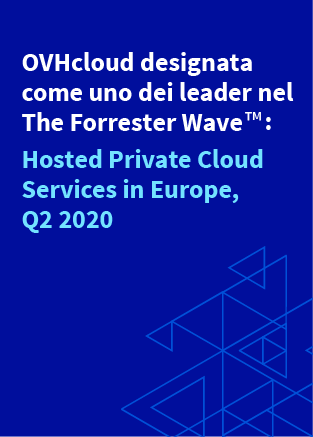 OVHcloud designata
come uno dei leader nel
The Forrester Wave™:
Hosted Private Cloud
Services in Europe,
Q2 2020